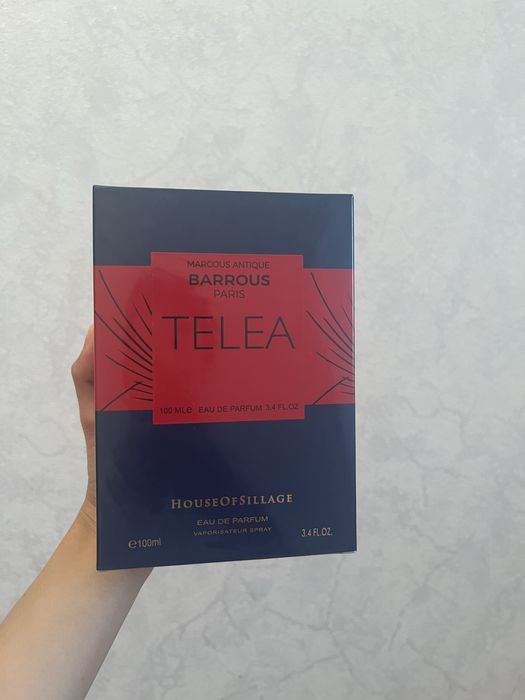 MARCOUS ANTIQUE
BARROUS
PARIS
TELEA
100 MLe EAU DE PARFUM 3.4 FL.OZ
HOUSEOFSILLAGE
EAU DE PARFUM
VAPORISATEUR SPRAY
℮100ml 3.4 FL.OZ.